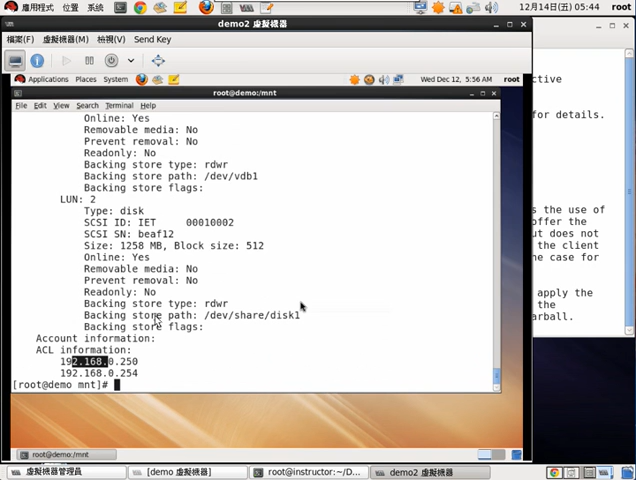 應用程式 位置 系統 12月14日(五) 05:44 root
demo2 虛擬機器
檔案(F) 虛擬機器(M) 檢視(V) Send Key
Applications Places System Wed Dec 12, 5:56 AM root
root@demo:/mnt
File Edit View Search Terminal Help
Online: Yes
Removable media: No
Prevent removal: No
Readonly: No
Backing store type: rdwr
Backing store path: /dev/vdb1
Backing store flags:
LUN: 2
Type: disk
SCSI ID: IET     00010002
SCSI SN: beaf12
Size: 1258 MB, Block size: 512
Online: Yes
Removable media: No
Prevent removal: No
Readonly: No
Backing store type: rdwr
Backing store path: /dev/share/disk1
Backing store flags:
Account information:
ACL information:
192.168.0.250
192.168.0.254
[root@demo mnt]#
ctive
for details.
s the use of
offer the
ut does not
the client
he case for
apply the
arball.
root@demo:/mnt
虛擬機器管理員 [demo 虛擬機器] root@instructor:~/D... demo2 虛擬機器